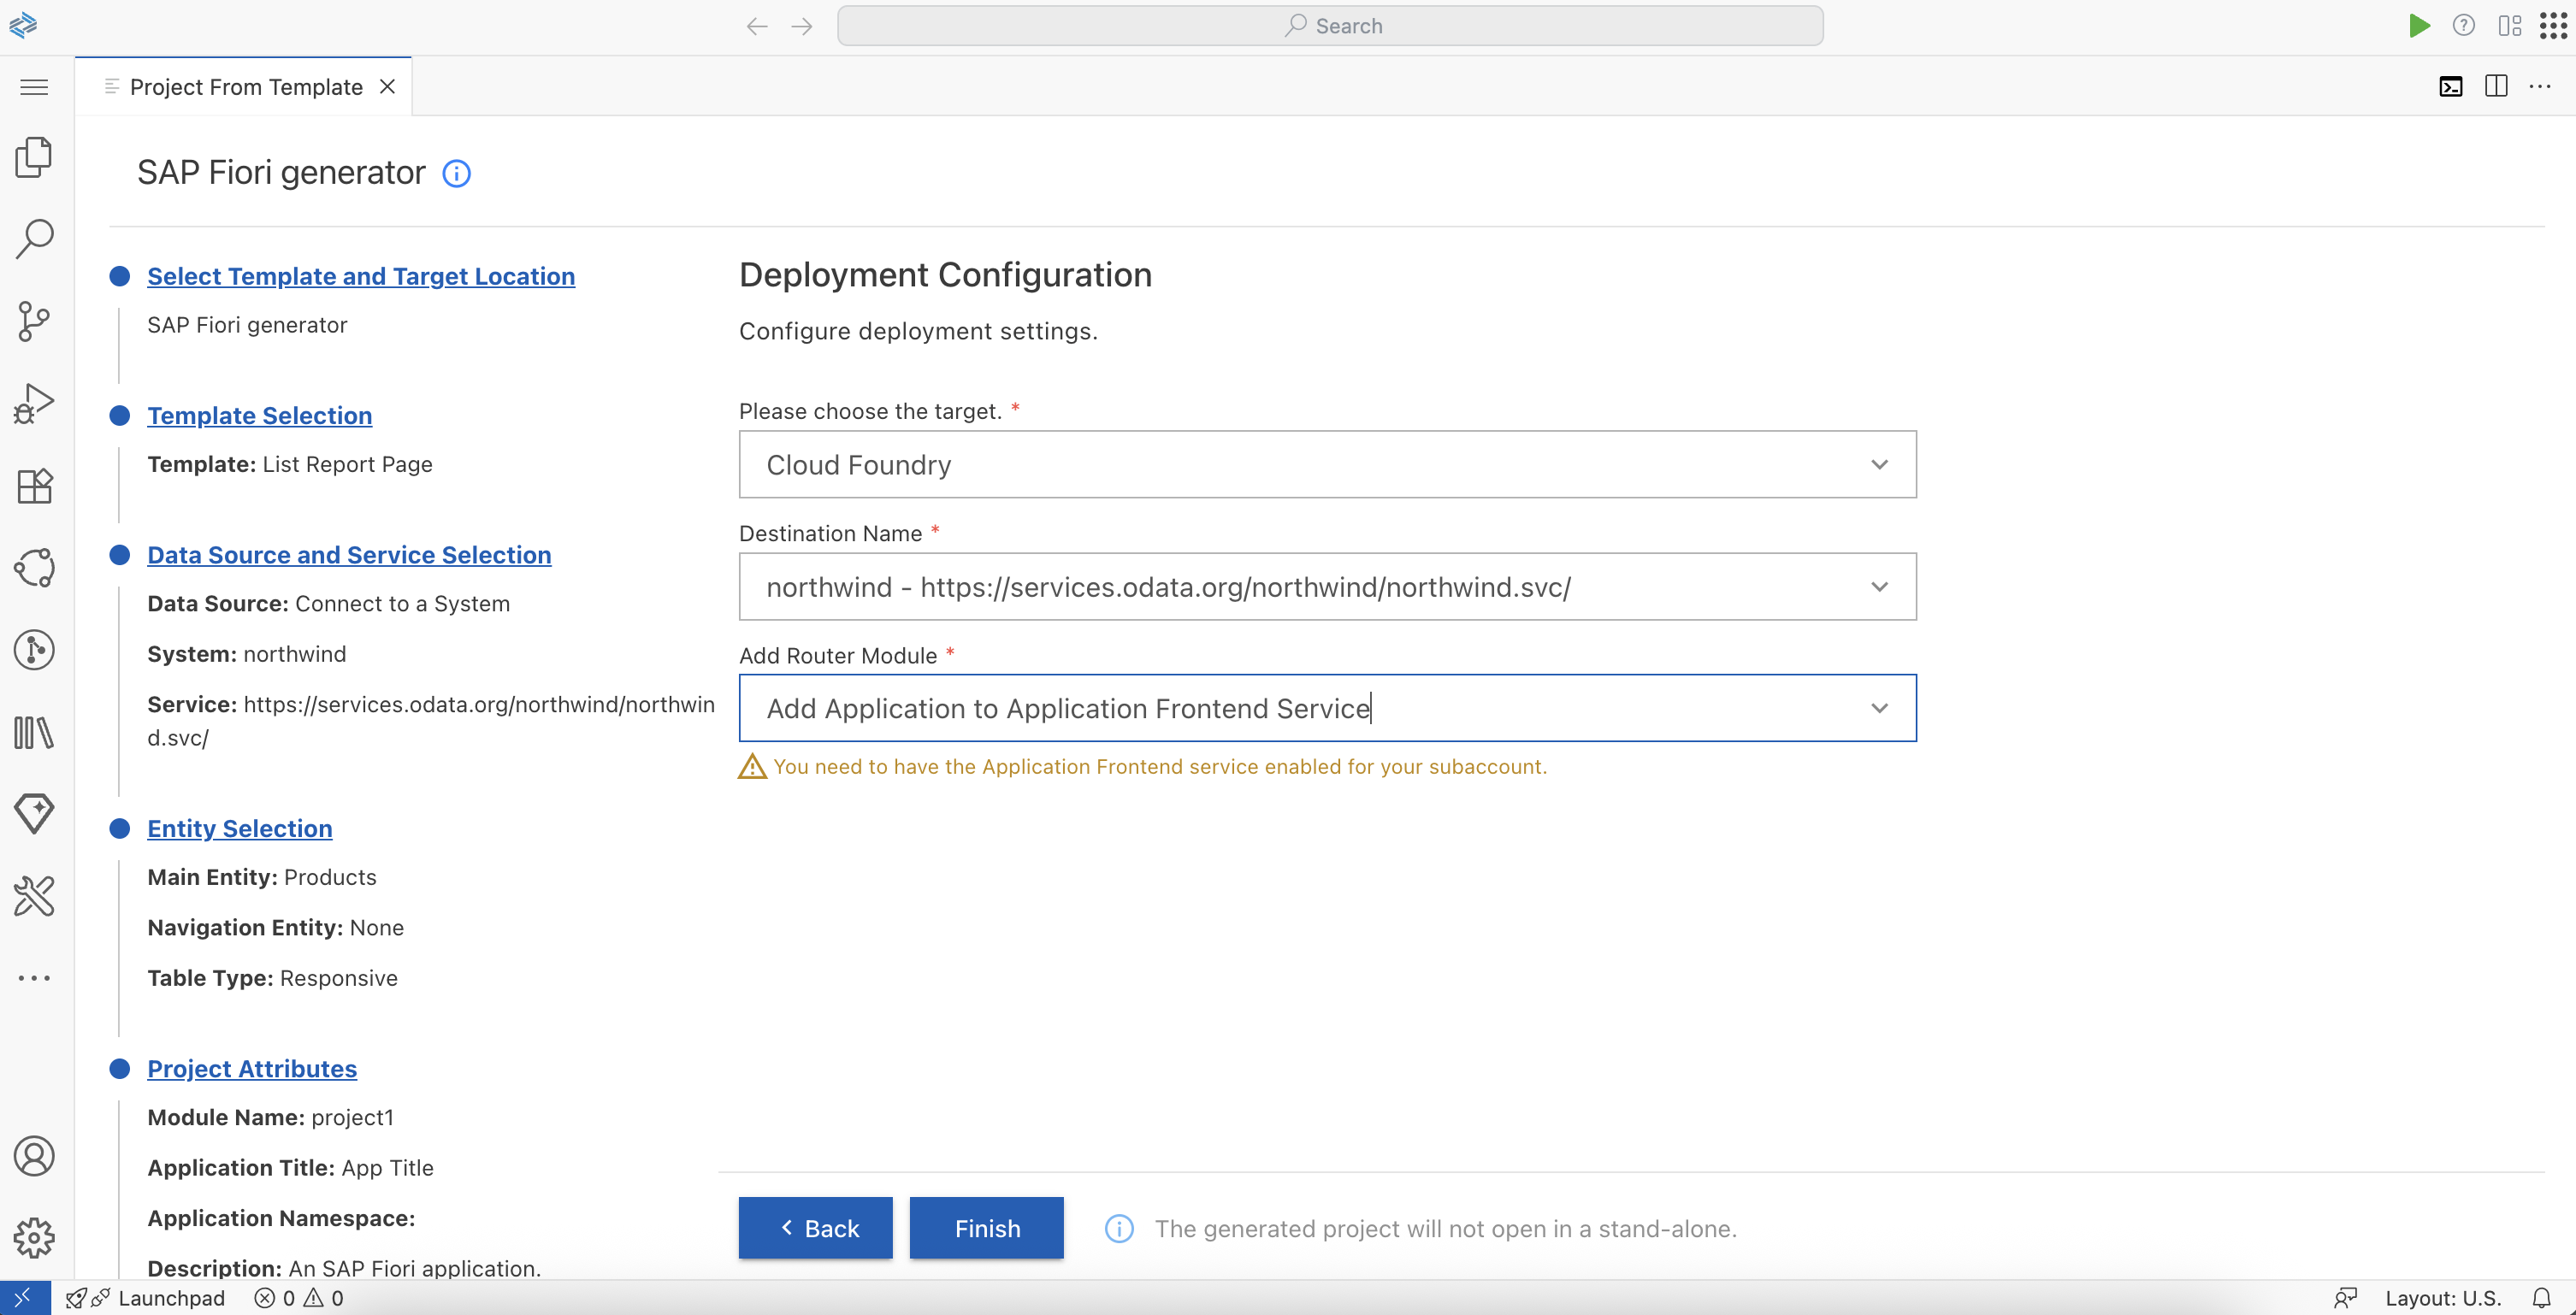 Search
Project From Template
SAP Fiori generator
Select Template and Target Location
SAP Fiori generator
Template Selection
Template: List Report Page
Data Source and Service Selection
Data Source: Connect to a System
System: northwind
Service: https://services.odata.org/northwind/northwin
d.svc/
Entity Selection
Main Entity: Products
Navigation Entity: None
Table Type: Responsive
Project Attributes
Module Name: project1
Application Title: App Title
Application Namespace:
Description: An SAP Fiori application.
Deployment Configuration
Configure deployment settings.
Please choose the target. *
Cloud Foundry
Destination Name *
northwind - https://services.odata.org/northwind/northwind.svc/
Add Router Module *
Add Application to Application Frontend Service
You need to have the Application Frontend service enabled for your subaccount.
Back
Finish
The generated project will not open in a stand-alone.
Launchpad
0
0
Layout: U.S.